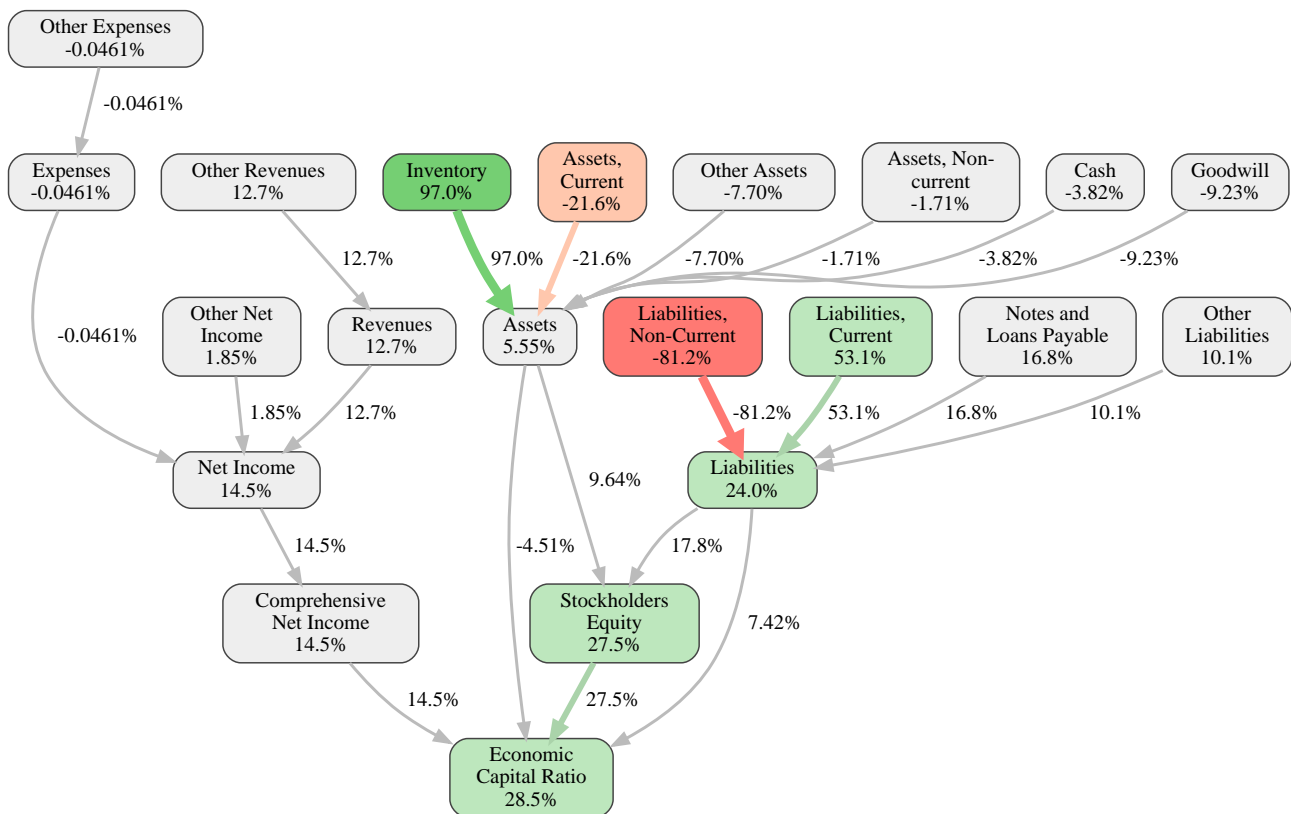 Other Expenses
-0.0461%
-0.0461%
Expenses
-0.0461%
Other Revenues
12.7%
Inventory
97.0%
Assets,
Current
-21.6%
Other Assets
-7.70%
Assets, Non-
current
-1.71%
Cash
-3.82%
Goodwill
-9.23%
12.7%
97.0%
-21.6%
-7.70%
-1.71%
-3.82%
-9.23%
-0.0461%
Other Net
Income
1.85%
Revenues
12.7%
Assets
5.55%
Liabilities,
Non-Current
-81.2%
Liabilities,
Current
53.1%
Notes and
Loans Payable
16.8%
Other
Liabilities
10.1%
1.85%
12.7%
-81.2%
53.1%
16.8%
10.1%
Net Income
14.5%
9.64%
Liabilities
24.0%
14.5%
-4.51%
17.8%
Comprehensive
Net Income
14.5%
Stockholders
Equity
27.5%
7.42%
14.5%
27.5%
Economic
Capital Ratio
28.5%